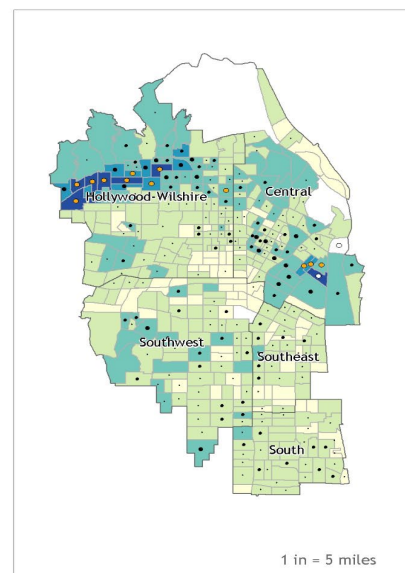 Hollywood-Wilshire
Central
Southwest
Southeast
South
1 in = 5 miles